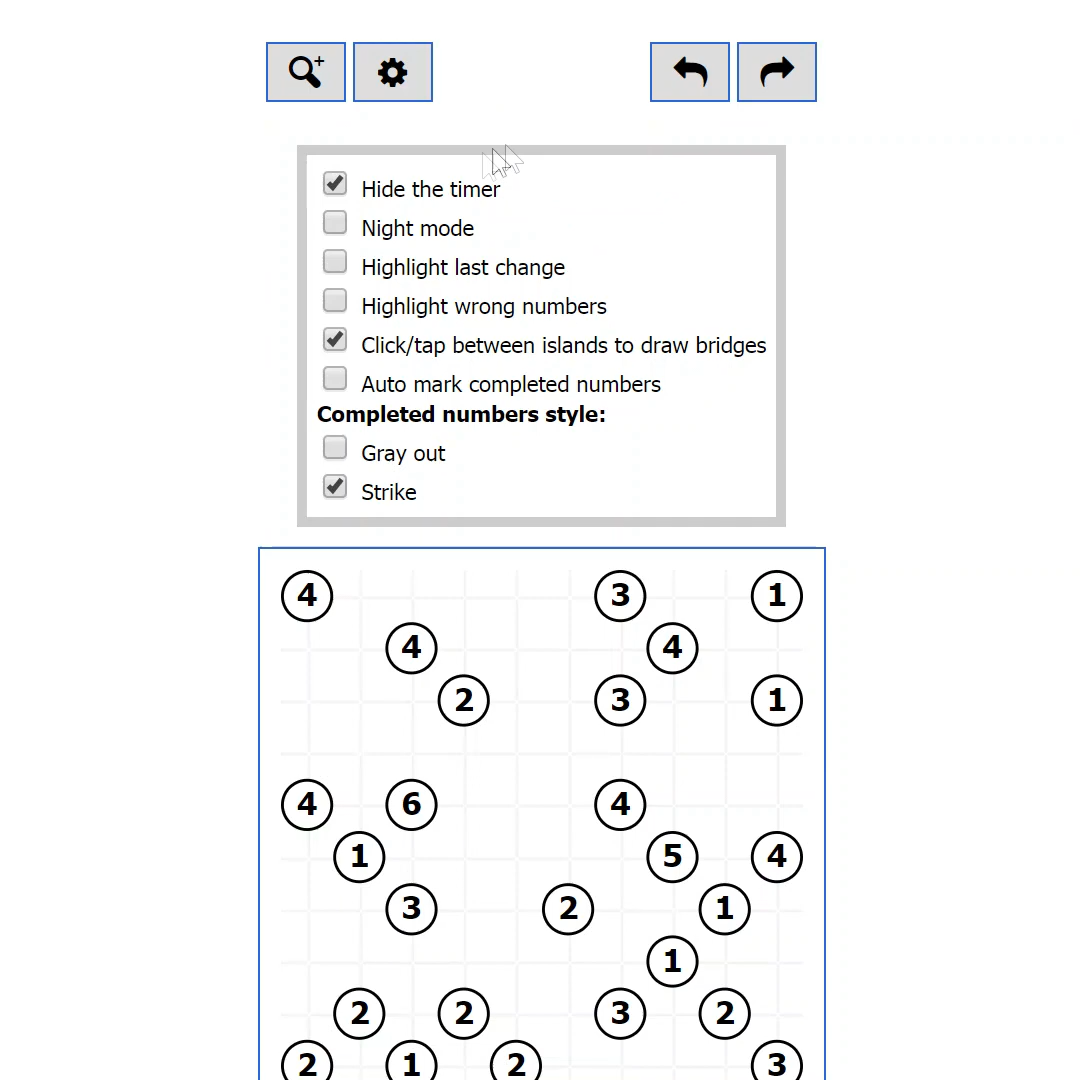 Hide the timer
Night mode
Highlight last change
Highlight wrong numbers
Click/tap between islands to draw bridges
Auto mark completed numbers
Completed numbers style:
Gray out
Strike
4 3 1
4 4
2 3 1
4 6 4
1 5 4
3 2 1
1
2 2 3 2
2 1 2 3